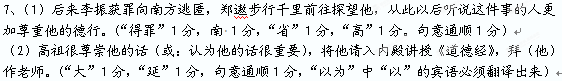 7、（1）后来李振获罪向南方逃匿，郑遨步行千里前往探望他，从此以后听说这件事的人更
加尊重他的德行。（“得罪”1分，南·1分，“省”1分，“高”1分。句意通顺1分）
（2）高祖很尊崇他的话（或：认为他的话很重要），将他请入内殿讲授《道德经》，拜（他）
作老师。（“大”1分，“延”1分，句意通顺1分，“以为”中“以”的宾语必须翻译出来）